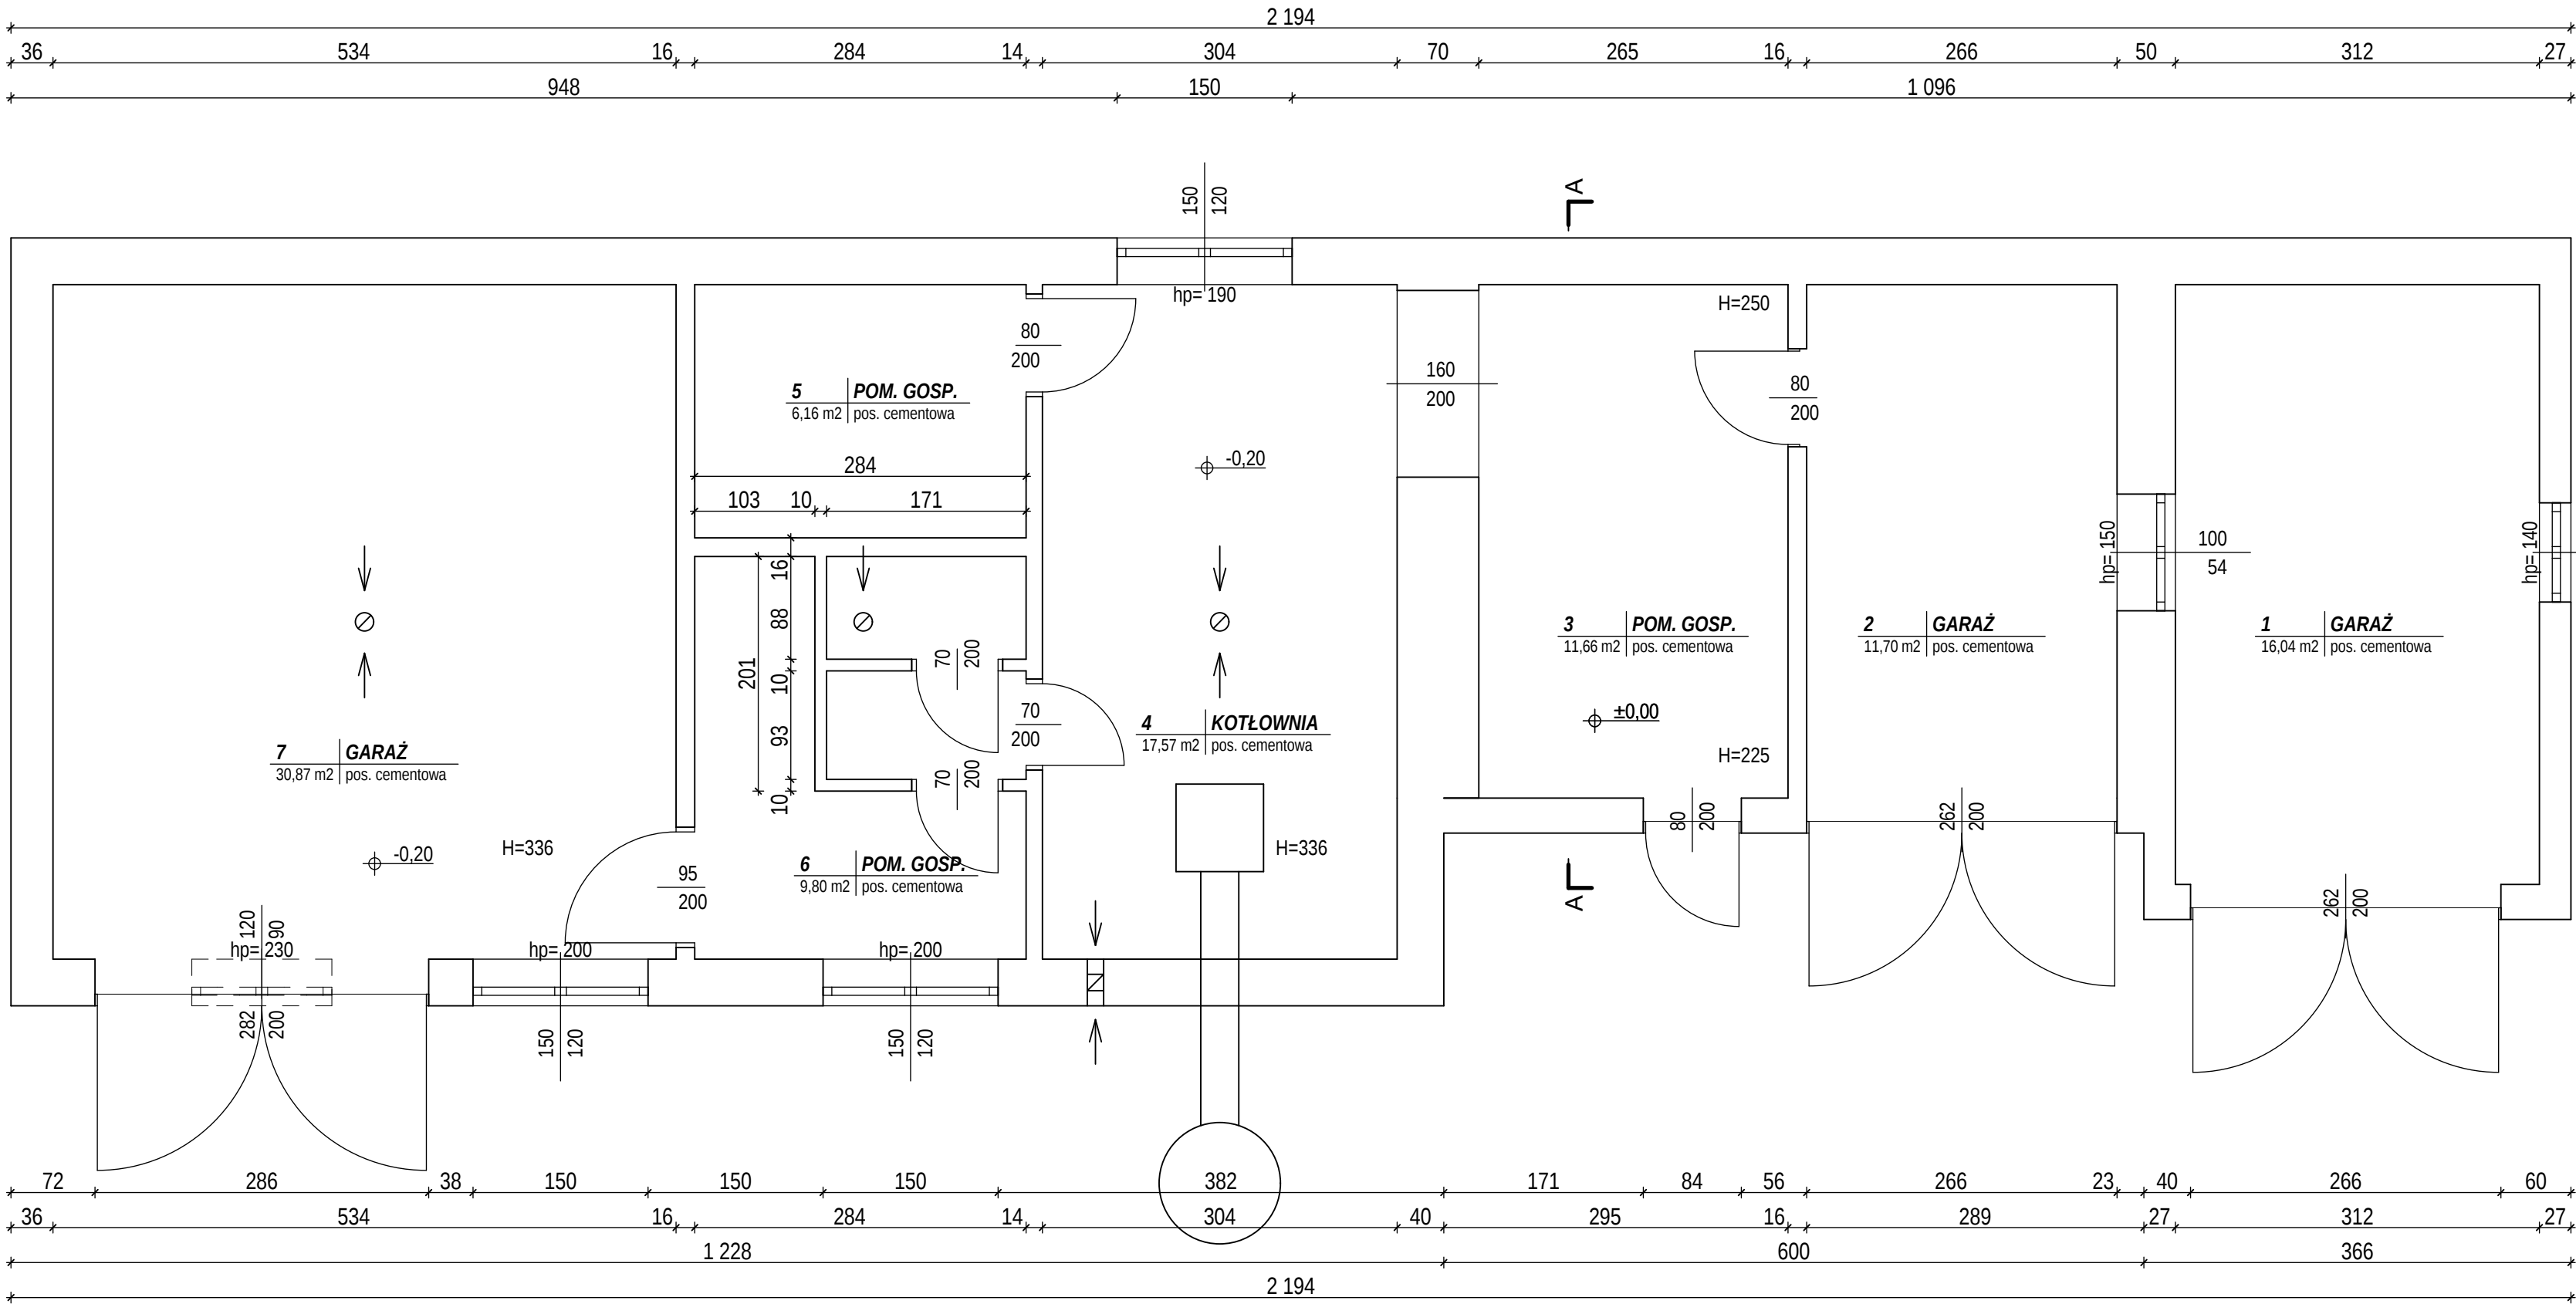 2 194
36 534 16 284 14 304 70 265 16 266 50 312 27
948 150 1 096
150 120
A
hp= 190
H=250
80
200
160
200
80
200
5 POM. GOSP.
6,16 m2 pos. cementowa
284
-0,20
103 10 171
hp= 150
100
54
hp= 140
16
88
201
10
93
10
70 200
3 POM. GOSP.
11,66 m2 pos. cementowa
2 GARAŻ
11,70 m2 pos. cementowa
1 GARAŻ
16,04 m2 pos. cementowa
70
200
±0,00
4 KOTŁOWNIA
17,57 m2 pos. cementowa
7 GARAŻ
30,87 m2 pos. cementowa
H=225
70 200
80 200
262 200
H=336
-0,20
H=336
6 POM. GOSP.
9,80 m2 pos. cementowa
95
200
A
262 200
120 90
hp= 230
hp= 200
hp= 200
282 200
150 120
150 120
72 286 38 150 150 150 382 171 84 56 266 23 40 266 60
36 534 16 284 14 304 40 295 16 289 27 312 27
1 228 600 366
2 194